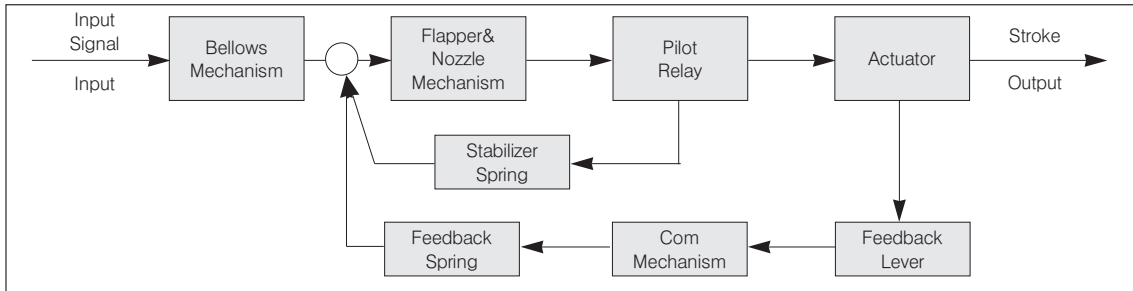 Input
Signal
Input
Bellows
Mechanism
Flapper&
Nozzle
Mechanism
Pilot
Relay
Actuator
Stroke
Output
Stabilizer
Spring
Feedback
Spring
Com
Mechanism
Feedback
Lever